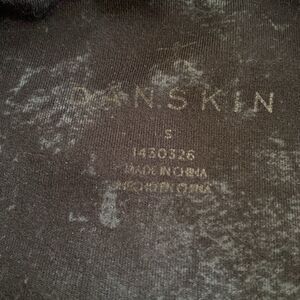 DANSKIN
S
1430326
MADE IN CHINA
HECHO EN CHINA